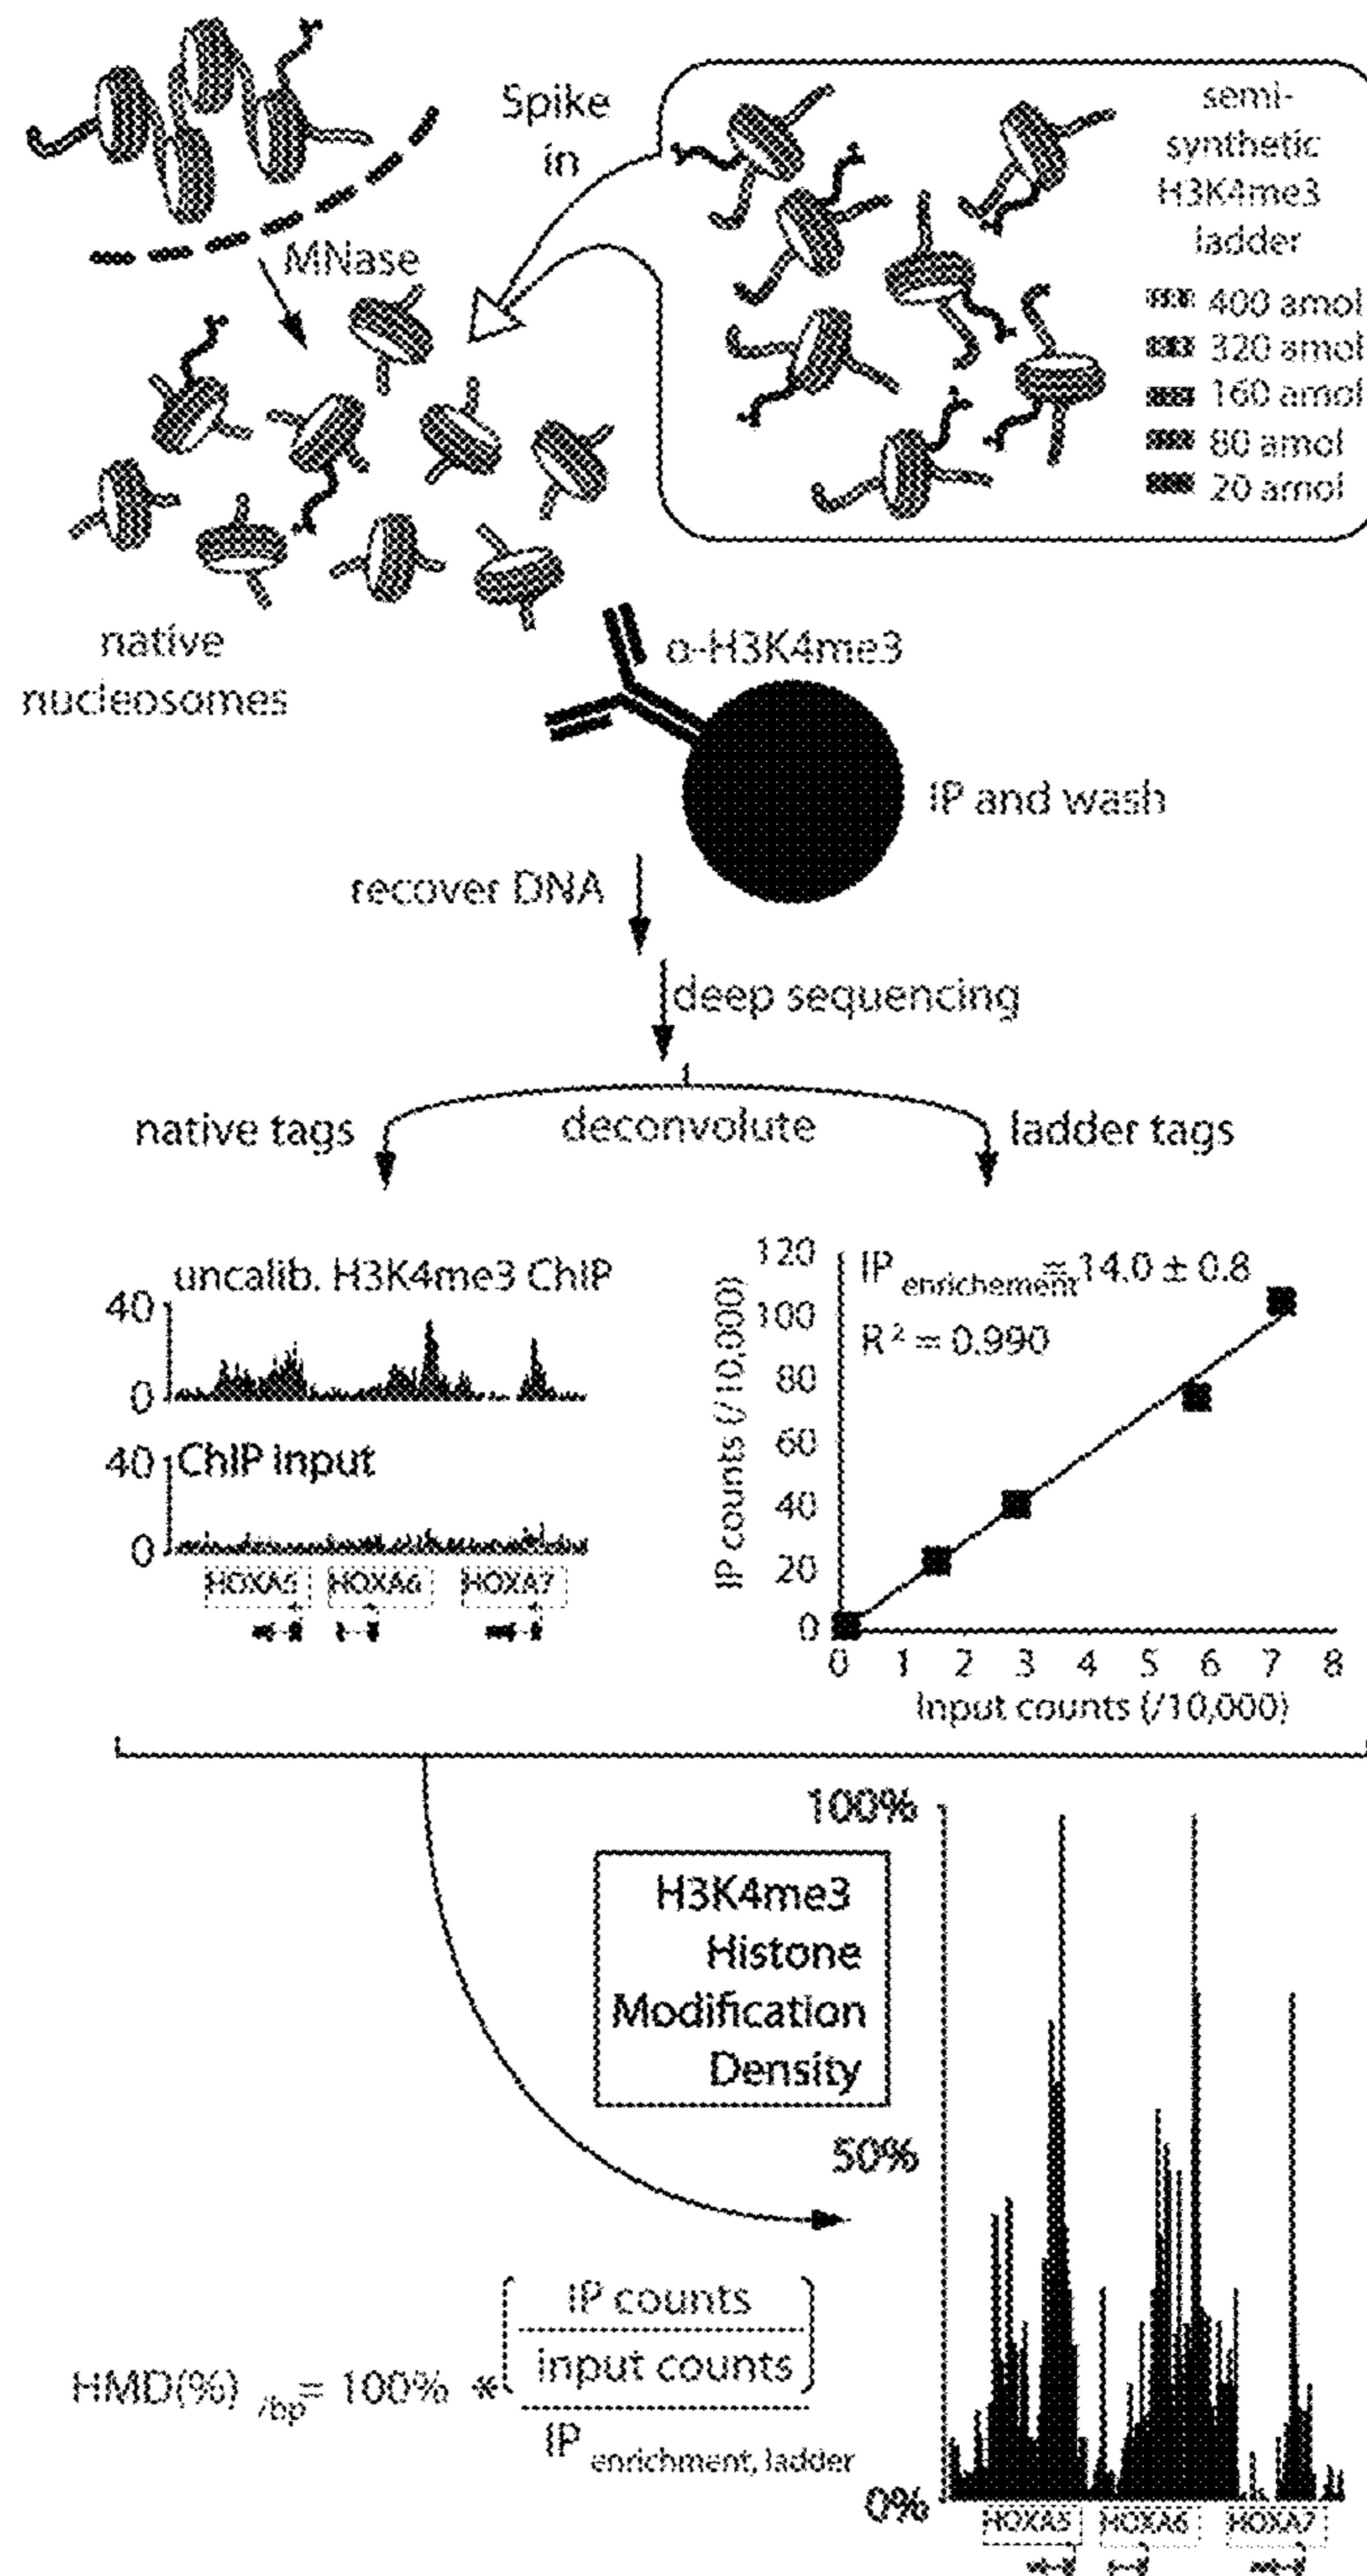 Spike
in
semi-
synthetic
H3K4me3
ladder
400 amol
320 amol
160 amol
80 amol
20 amol
MNase
native
nucleosomes
α-H3K4me3
IP and wash
recover DNA
deep sequencing
native tags
deconvolute
ladder tags
uncalib. H3K4me3 ChIP
40
0
ChIP Input
40
0
HOXA5 HOXA6 HOXA7
IP enrichement = 14.0 ± 0.8
R² = 0.990
IP counts (/10,000)
120
100
80
60
40
20
0
0 1 2 3 4 5 6 7 8
Input counts (/10,000)
H3K4me3
Histone
Modification
Density
100%
50%
0%
HMD(%) /bp = 100% *
IP counts
input counts
IP enrichment, ladder
HOXA5 HOXA6 HOXA7